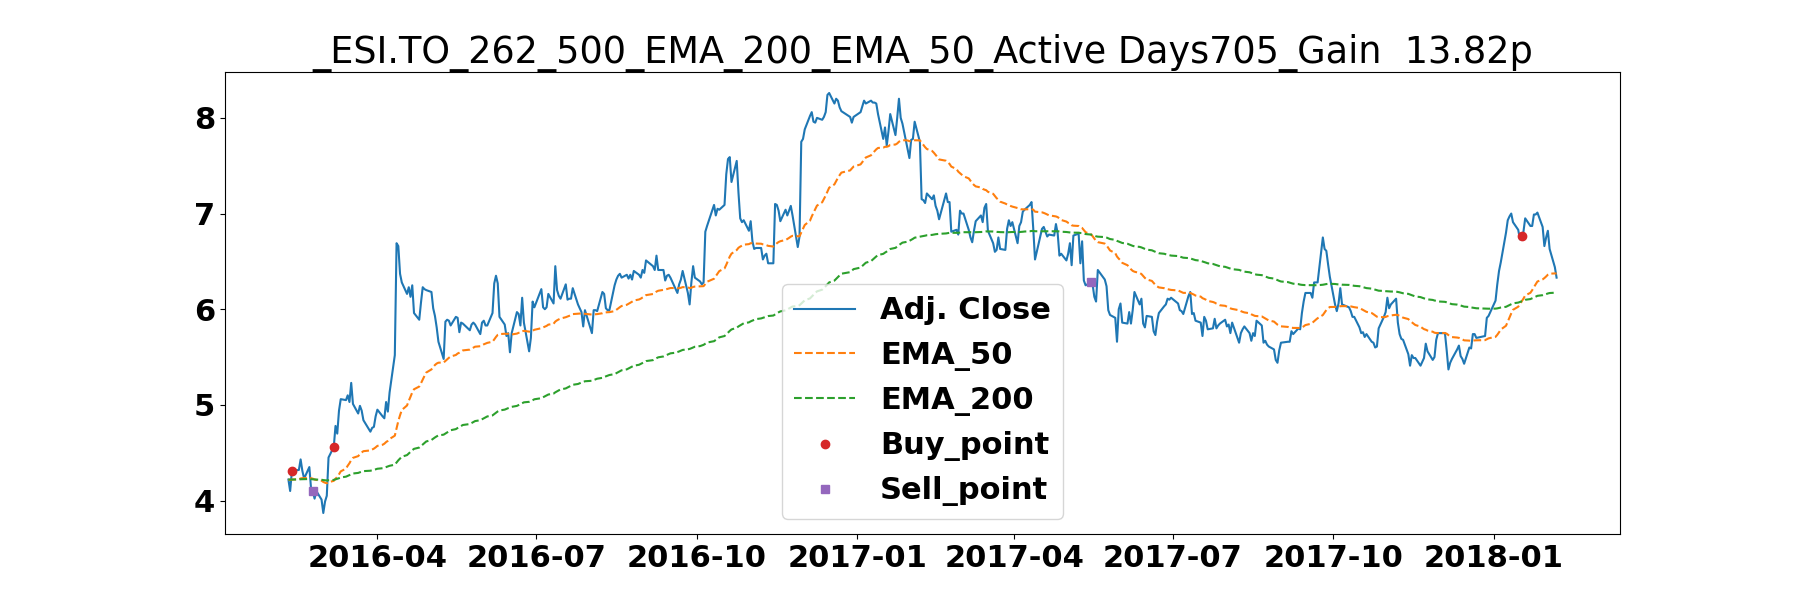 _ESI.TO_262_500_EMA_200_EMA_50_Active Days705_Gain  13.82p
8
7
6
5
4
Adj. Close
EMA_50
EMA_200
Buy_point
Sell_point
2016-04 2016-07 2016-10 2017-01 2017-04 2017-07 2017-10 2018-01